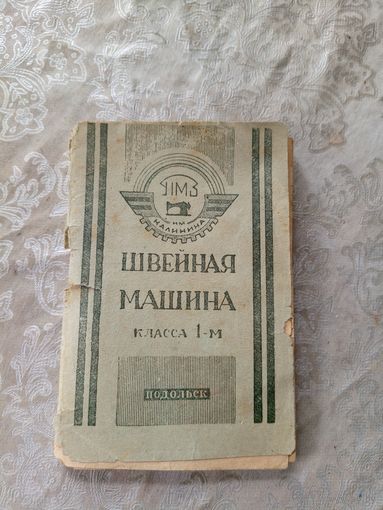 ПМЗ
ИМ
КАЛИНИНА
ШВЕЙНАЯ
МАШИНА
КЛАССА 1-М
ПОДОЛЬСК